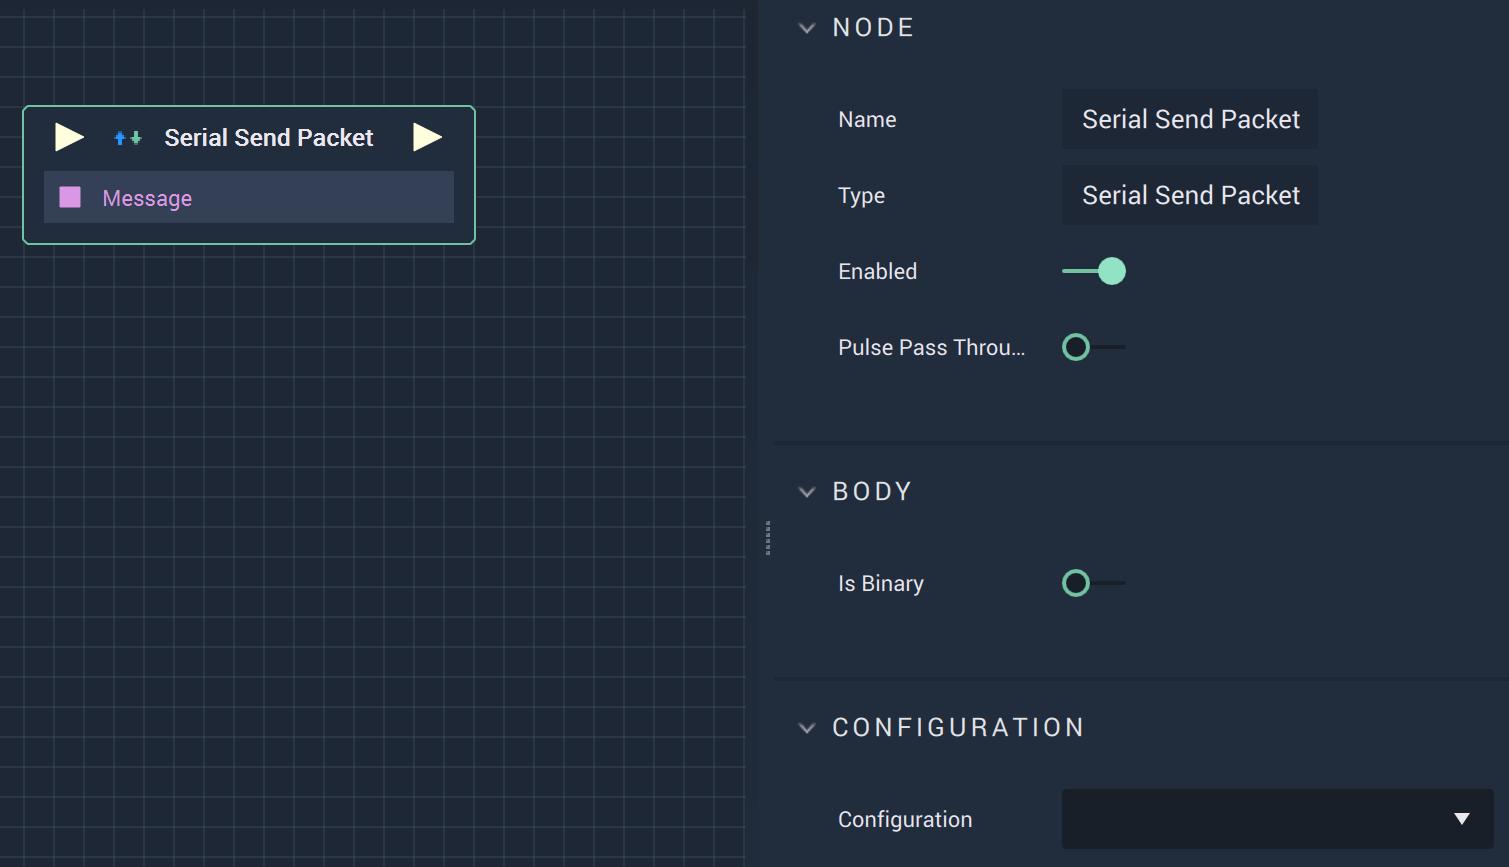 Serial Send Packet
Message
NODE
Name
Serial Send Packet
Type
Serial Send Packet
Enabled
Pulse Pass Throu...
BODY
Is Binary
CONFIGURATION
Configuration